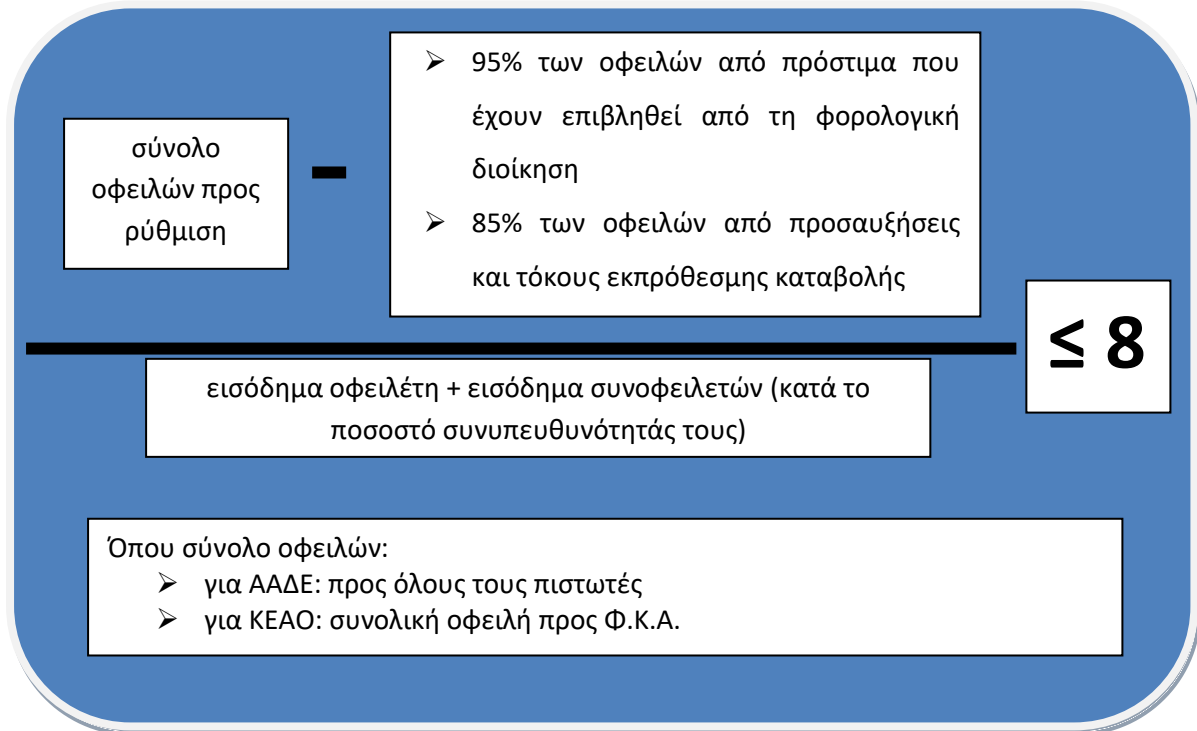 σύνολο
οφειλών προς
ρύθμιση
-
➢ 95% των οφειλών από πρόστιμα που
έχουν επιβληθεί από τη φορολογική
διοίκηση
➢ 85% των οφειλών από προσαυξήσεις
και τόκους εκπρόθεσμης καταβολής
≤ 8
εισόδημα οφειλέτη + εισόδημα συνοφειλετών (κατά το
ποσοστό συνυπευθυνότητάς τους)
Όπου σύνολο οφειλών:
➢ για ΑΑΔΕ: προς όλους τους πιστωτές
➢ για ΚΕΑΟ: συνολική οφειλή προς Φ.Κ.Α.